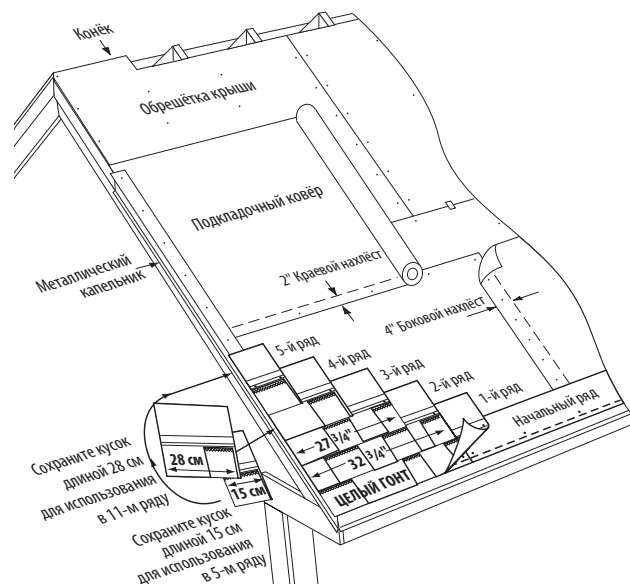 Конёк
Обрешётка крыши
Подкладочный ковёр
2" Краевой нахлёст
Металлический
капельник
4" Боковой нахлёст
5-й ряд
4-й ряд
3-й ряд
2-й ряд
1-й ряд
Начальный ряд
27 3/4"
32 3/4"
ЦЕЛЫЙ ГОНТ
28 см
15 см
Сохраните кусок
длиной 28 см
для использования
в 11-м ряду
Сохраните кусок
длиной 15 см
для использования
в 5-м ряду